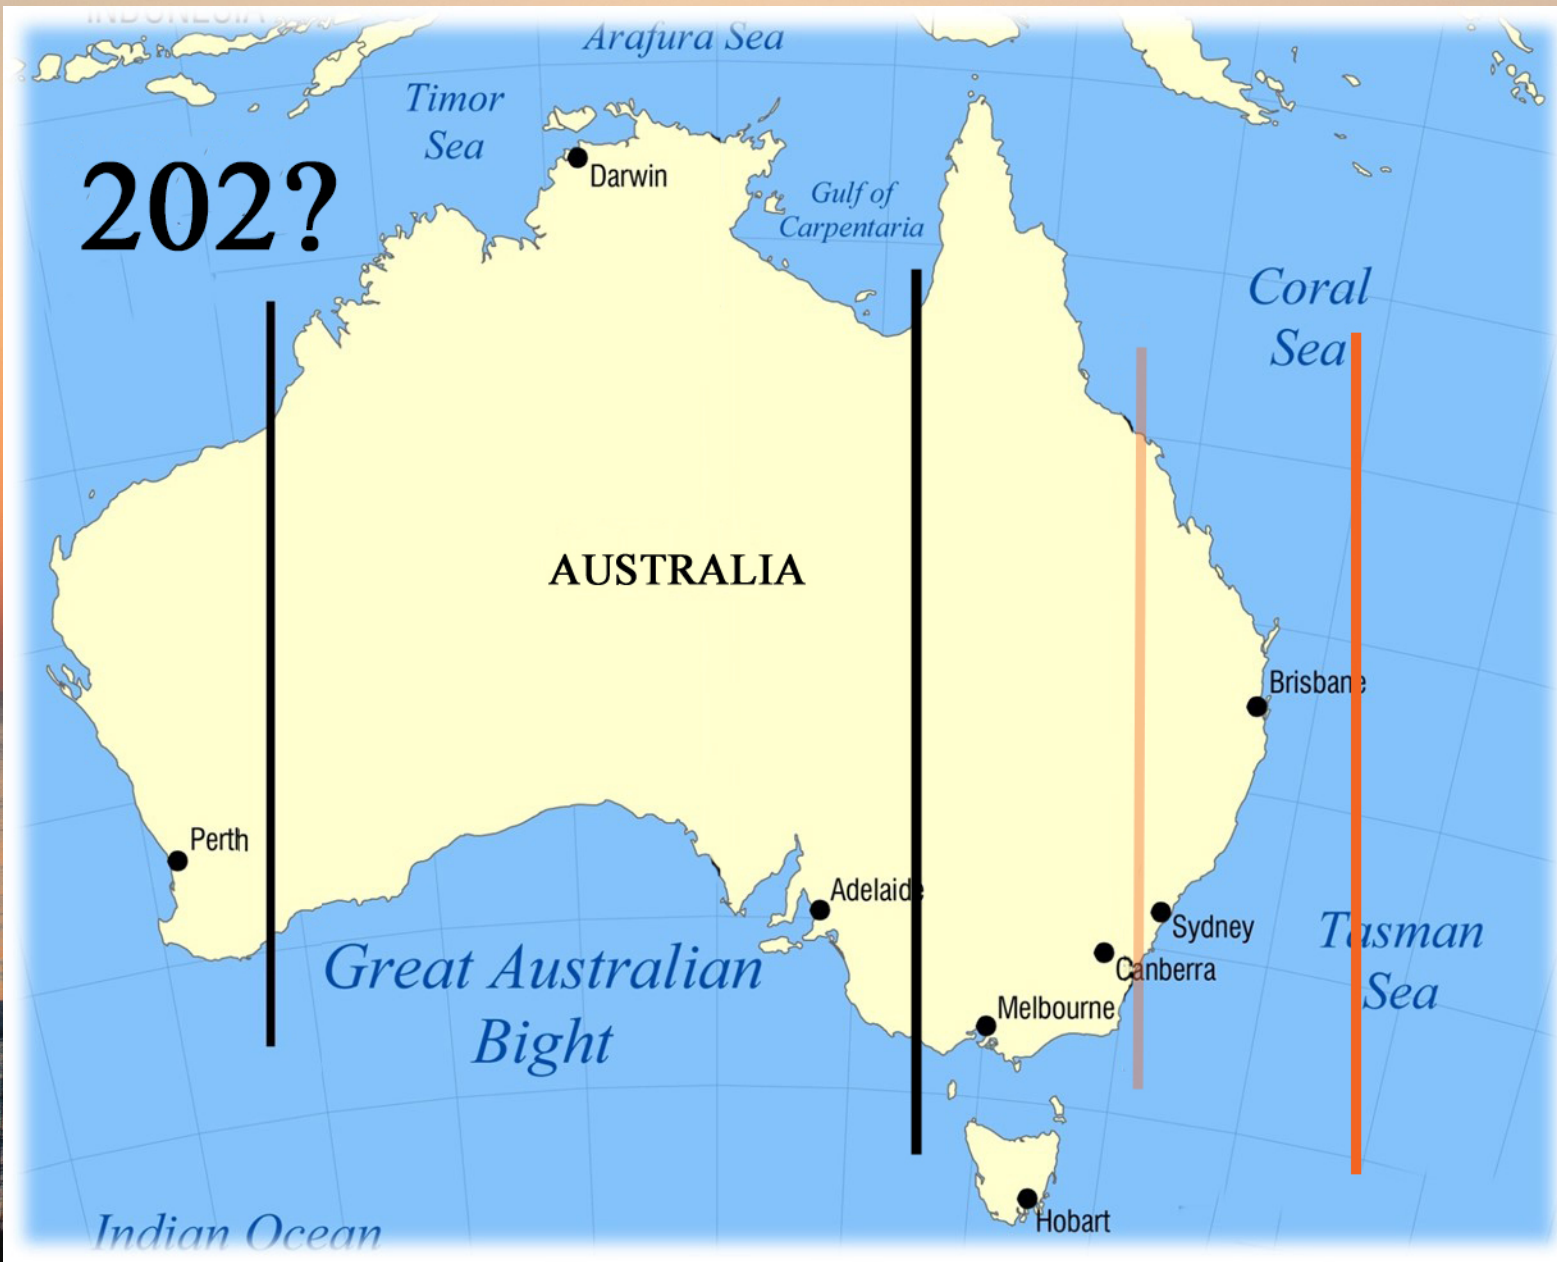 INDONESIA
Arafura Sea
Timor
Sea
202?
Darwin
Gulf of
Carpentaria
Coral
Sea
AUSTRALIA
Brisbane
Perth
Adelaide
Sydney
Tasman
Sea
Great Australian
Bight
Canberra
Melbourne
Hobart
Indian Ocean